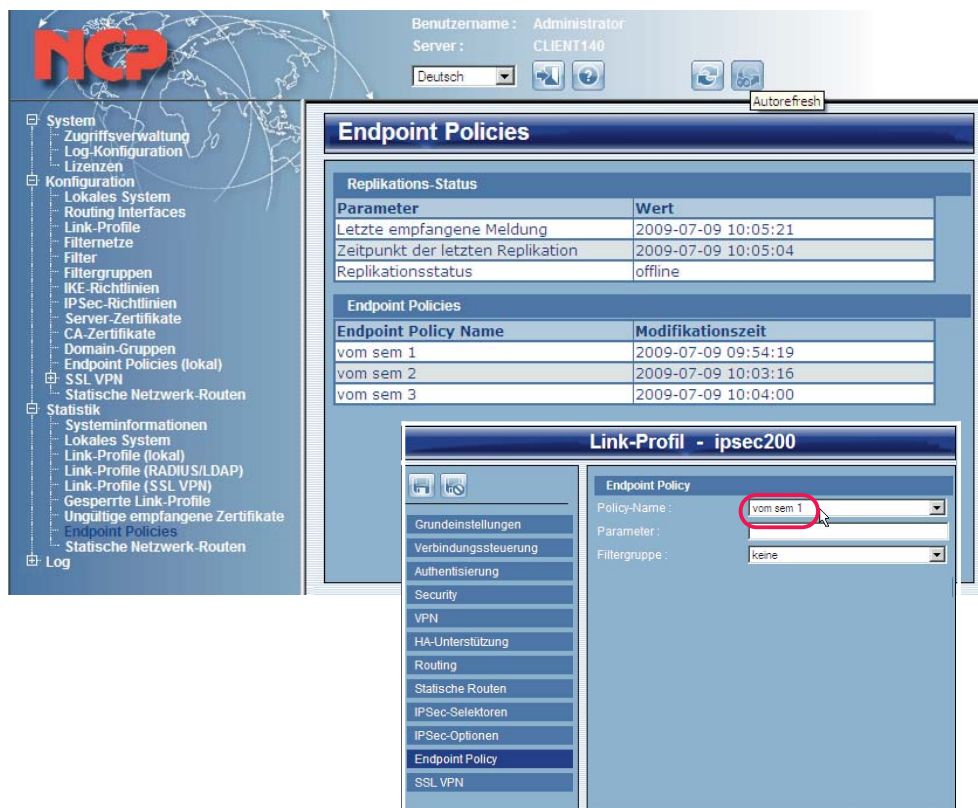 NCP
Benutzername : Administrator
Server : CLIENT140
Deutsch
Autorefresh
System
Zugriffsverwaltung
Log-Konfiguration
Lizenzen
Konfiguration
Lokales System
Routing Interfaces
Link-Profile
Filternetze
Filter
Filtergruppen
IKE-Richtlinien
IPSec-Richtlinien
Server-Zertifikate
CA-Zertifikate
Domain-Gruppen
Endpoint Policies (lokal)
SSL VPN
Statische Netzwerk-Routen
Statistik
Systeminformationen
Lokales System
Link-Profile (lokal)
Link-Profile (RADIUS/LDAP)
Link-Profile (SSL VPN)
Gesperrte Link-Profile
Ungültige empfangene Zertifikate
Endpoint Policies
Statische Netzwerk-Routen
Log
Endpoint Policies
Replikations-Status
Parameter Wert
Letzte empfangene Meldung 2009-07-09 10:05:21
Zeitpunkt der letzten Replikation 2009-07-09 10:05:04
Replikationsstatus offline
Endpoint Policies
Endpoint Policy Name Modifikationszeit
vom sem 1 2009-07-09 09:54:19
vom sem 2 2009-07-09 10:03:16
vom sem 3 2009-07-09 10:04:00
Link-Profil - ipsec200
Grundeinstellungen
Verbindungssteuerung
Authentisierung
Security
VPN
HA-Unterstützung
Routing
Statische Routen
IPSec-Selektoren
IPSec-Optionen
Endpoint Policy
SSL VPN
Endpoint Policy
Policy-Name : vom sem 1
Parameter :
Filtergruppe : keine